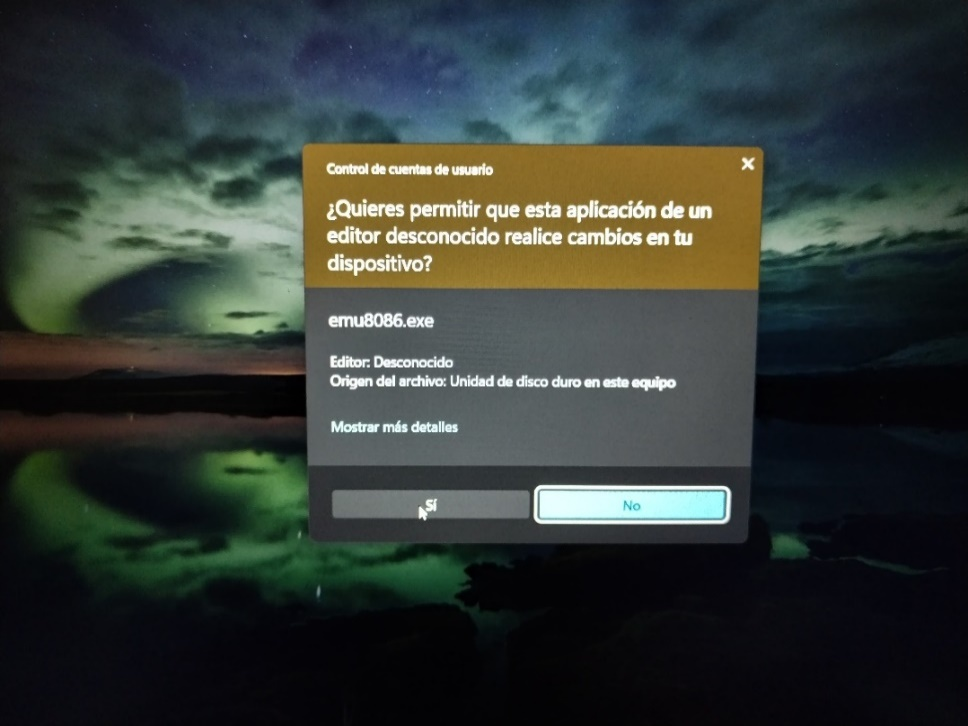 Control de cuentas de usuario
¿Quieres permitir que esta aplicación de un
editor desconocido realice cambios en tu
dispositivo?
emu8086.exe
Editor: Desconocido
Origen del archivo: Unidad de disco duro en este equipo
Mostrar más detalles
Sí
No